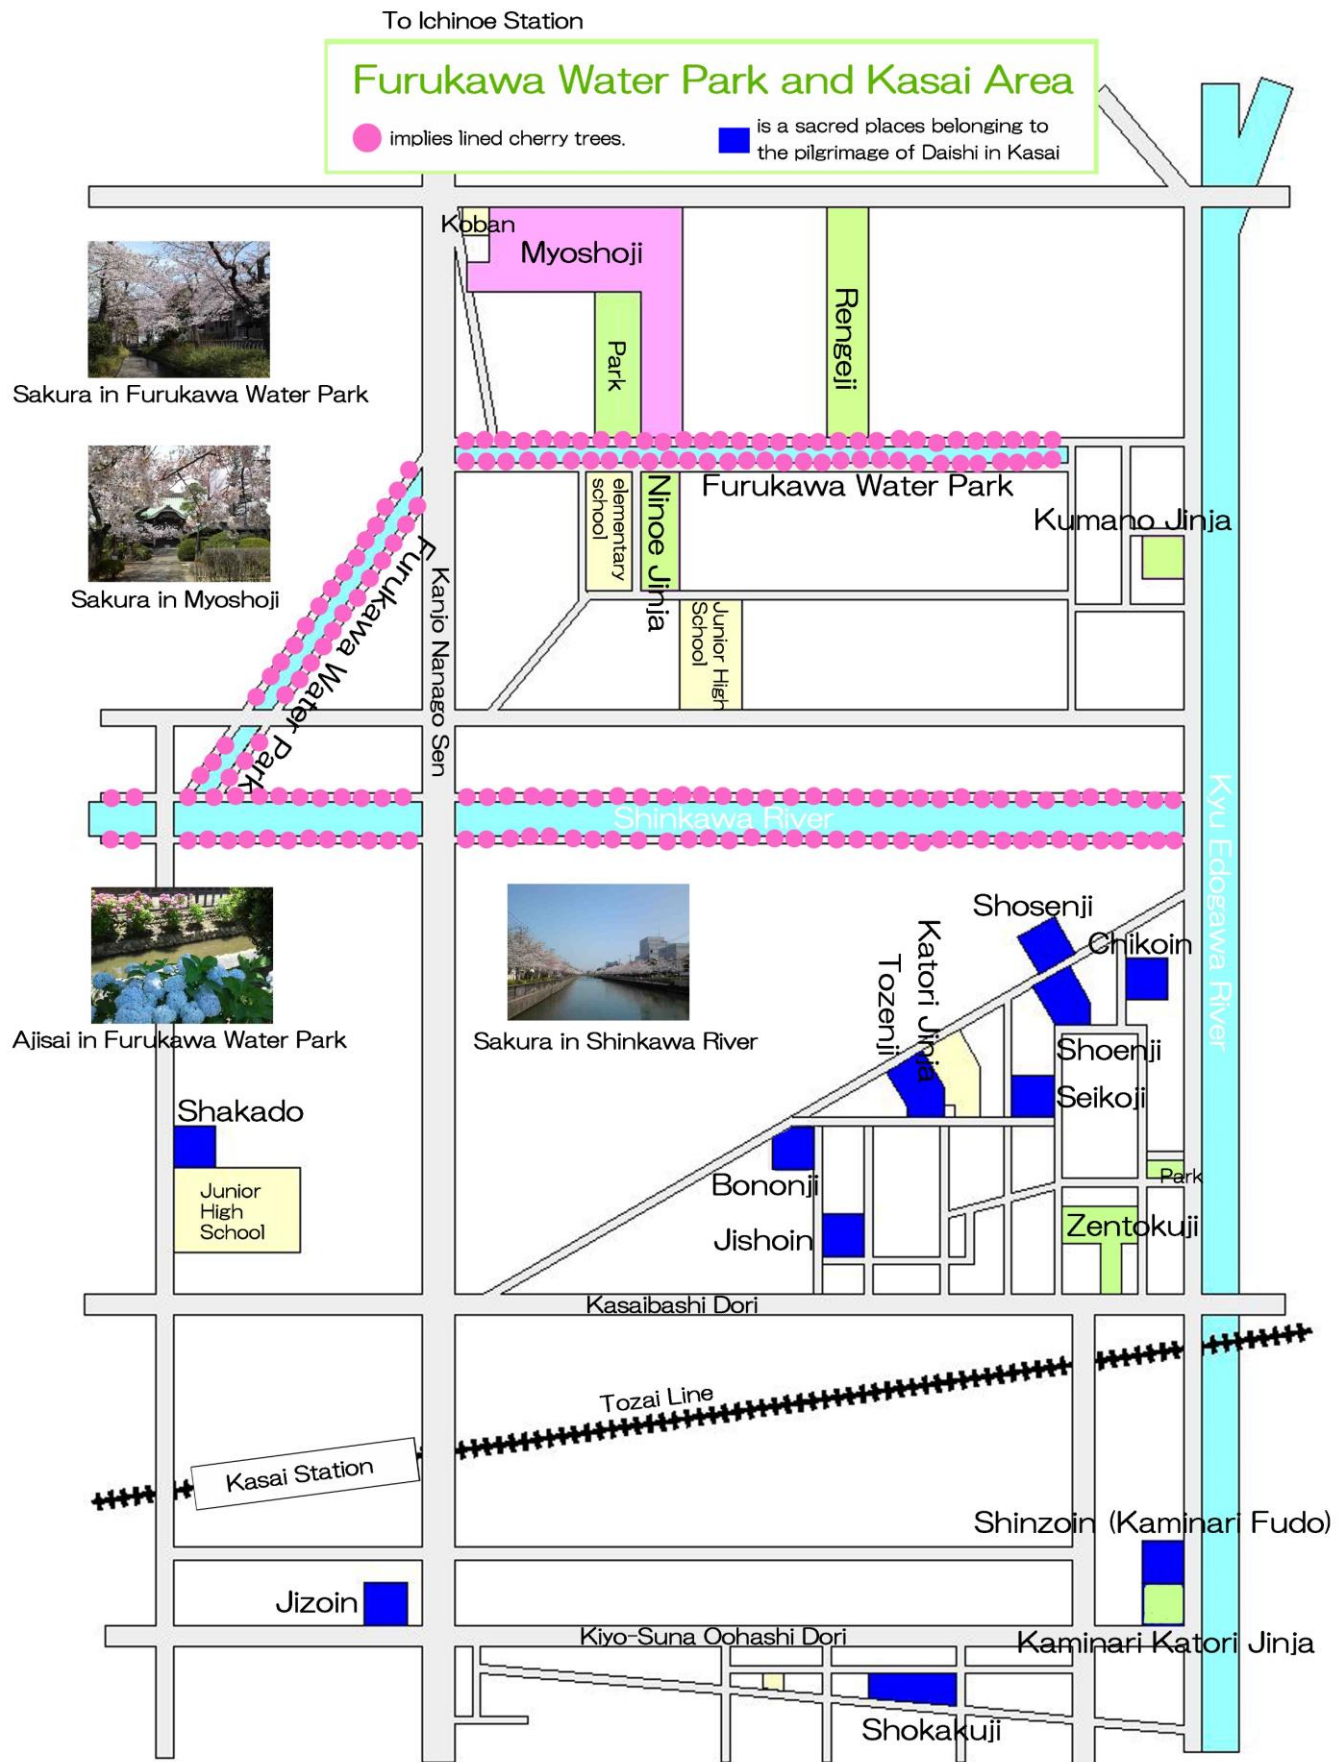 To Ichinoe Station
Furukawa Water Park and Kasai Area
implies lined cherry trees.
is a sacred places belonging to
the pilgrimage of Daishi in Kasai
Koban
Myoshoji
Park
Rengeji
Sakura in Furukawa Water Park
Furukawa Water Park
elementary
school
Ninoe Jinja
Kumano Jinja
Sakura in Myoshoji
Furukawa Water Park
Kanjo Nanago Sen
Junior High
School
Shinkawa River
Kyu Edogawa River
Ajisai in Furukawa Water Park
Sakura in Shinkawa River
Shosenji
Chikoin
Katori Jinja
Tozenji
Shoenji
Seikoji
Shakado
Junior
High
School
Bononji
Jishoin
Park
Zentokuji
Kasaibashi Dori
Tozai Line
Kasai Station
Shinzoin (Kaminari Fudo)
Jizoin
Kiyo-Suna Oohashi Dori
Kaminari Katori Jinja
Shokakuji